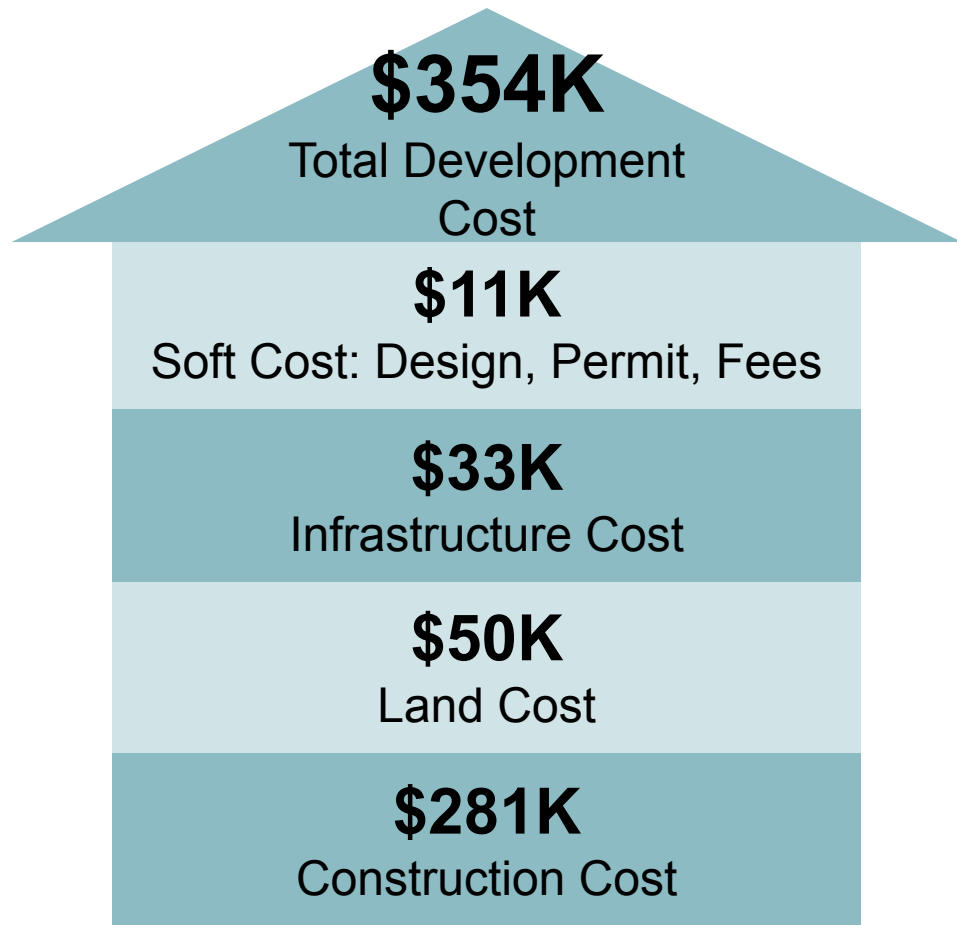 $354K
Total Development
Cost
$11K
Soft Cost: Design, Permit, Fees
$33K
Infrastructure Cost
$50K
Land Cost
$281K
Construction Cost